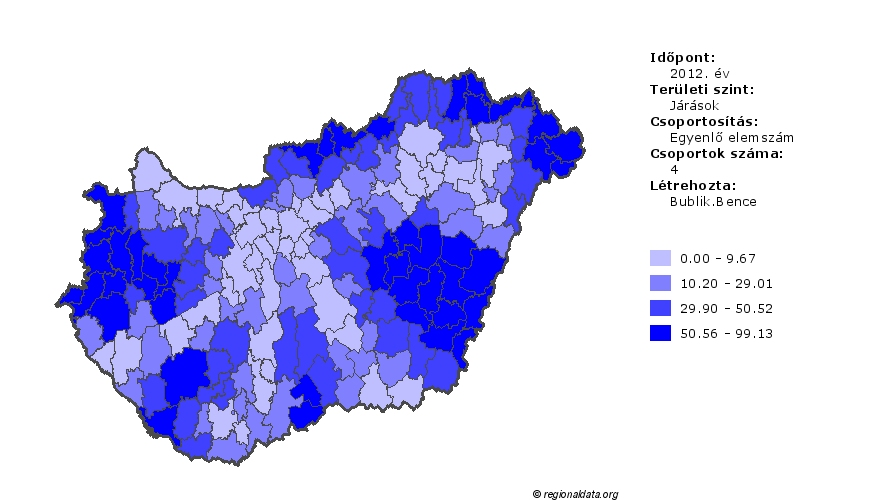 Időpont:
2012. év
Területi szint:
Járások
Csoportosítás:
Egyenlő elemszám
Csoportok száma:
4
Létrehozta:
Bublik.Bence
0.00 - 9.67
10.20 - 29.01
29.90 - 50.52
50.56 - 99.13
© regionaldata.org